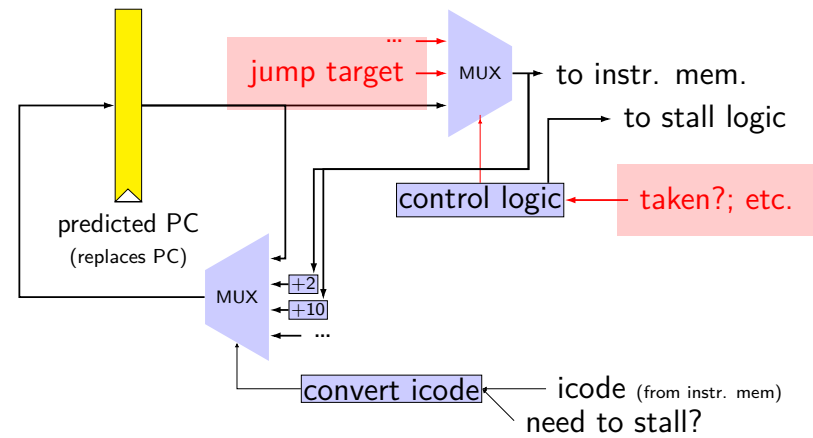 ...
jump target
MUX
to instr. mem.
to stall logic
control logic
taken?; etc.
predicted PC
(replaces PC)
MUX
+2
+10
...
convert icode
icode (from instr. mem)
need to stall?